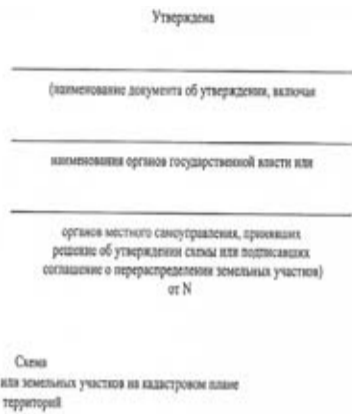 Утверждена
(наименование документа об утверждении, включая
наименования органов государственной власти или
органов местного самоуправления, принявших
решение об утверждении схемы или подписавших
соглашение о перераспределении земельных участков)
от N
Схема
или земельных участков на кадастровом плане
территорий